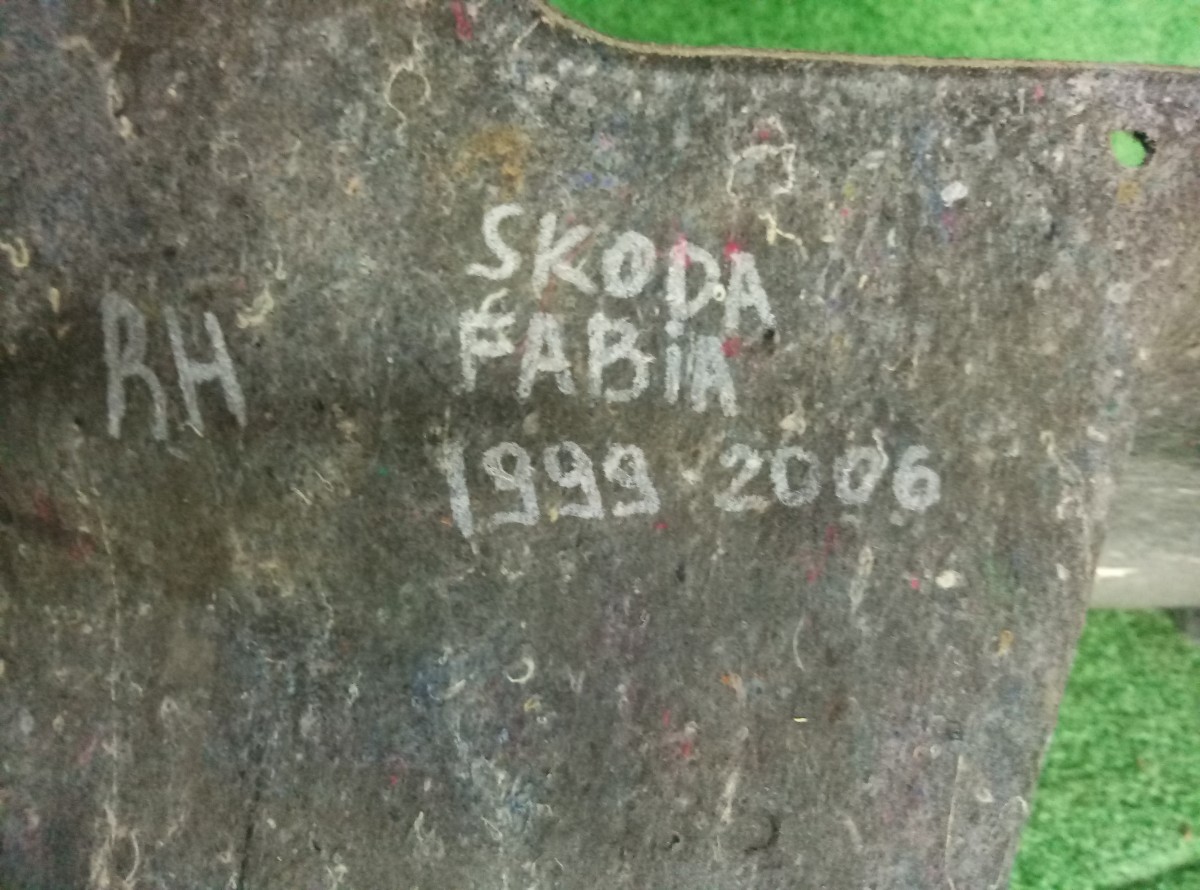 RH
SKODA
FABiA
1999 2006